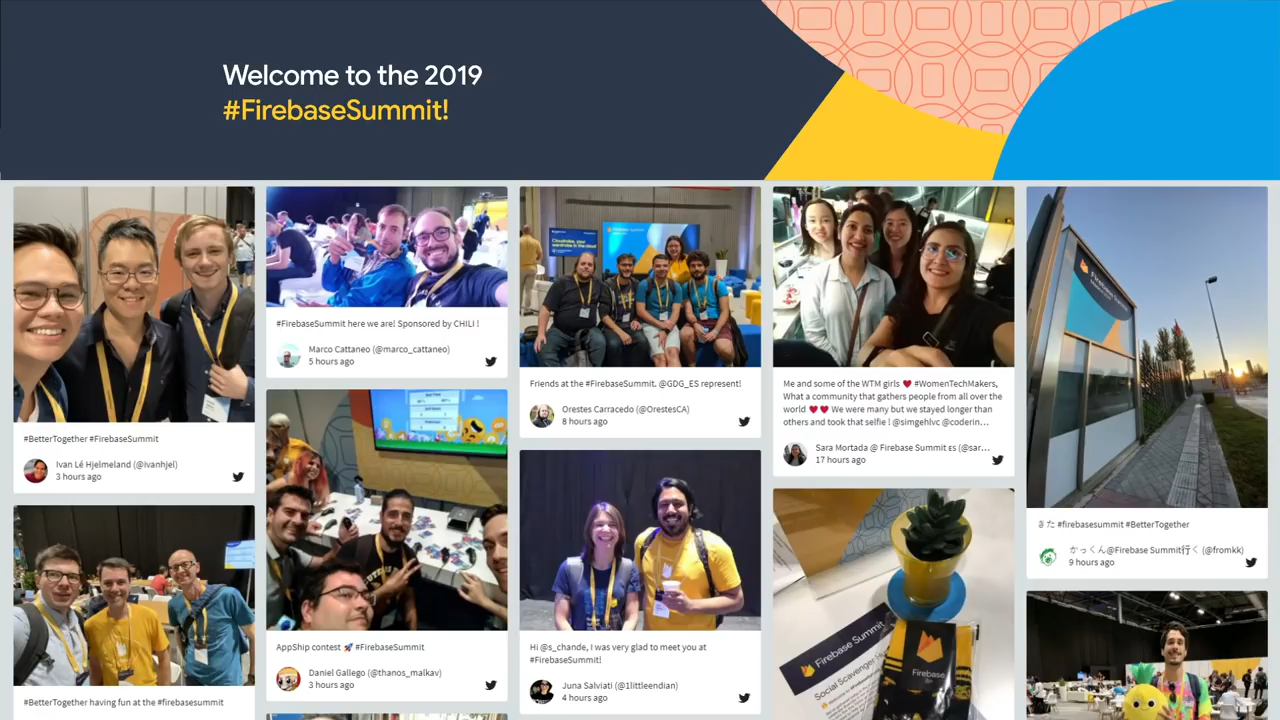 Welcome to the 2019
#FirebaseSummit!
#BetterTogether #FirebaseSummit
Ivan Lé Hjelmeland (@ivanhjel)
3 hours ago
#BetterTogether having fun at the #firebasesummit
#FirebaseSummit here we are! Sponsored by CHILI !
Marco Cattaneo (@marco_cattaneo)
5 hours ago
AppShip contest 🚀 #FirebaseSummit
Daniel Gallego (@thanos_malkav)
3 hours ago
Friends at the #FirebaseSummit. @GDG_ES represent!
Orestes Carracedo (@OrestesCA)
8 hours ago
Hi @s_chande, I was very glad to meet you at
#FirebaseSummit!
Juna Salviati (@1littleendian)
4 hours ago
Me and some of the WTM girls ♥ #WomenTechMakers,
What a community that gathers people from all over the
world ♥♥ We were many but we stayed longer than
others and took that selfie ! @simgehlvc @coderin…
Sara Mortada @ Firebase Summit ᴇs (@sar…
17 hours ago
Firebase Summit
Social Scavenger
Firebase
きた #firebasesummit #BetterTogether
かっくん@Firebase Summit行く (@fromkk)
9 hours ago